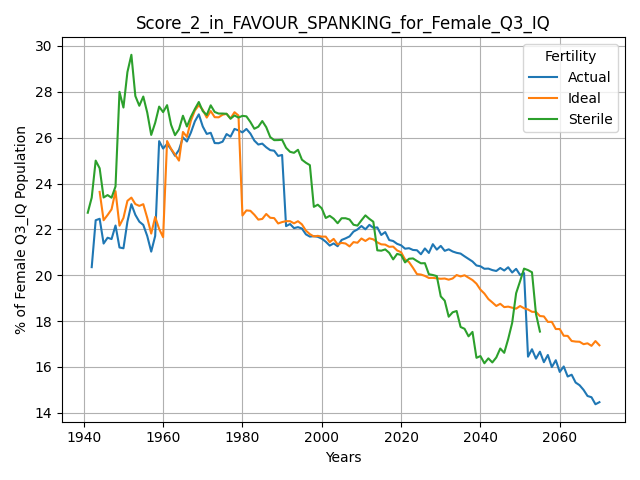 Score_2_in_FAVOUR_SPANKING_for_Female_Q3_IQ
% of Female Q3_IQ Population
30
28
26
24
22
20
18
16
14
Fertility
Actual
Ideal
Sterile
1940 1960 1980 2000 2020 2040 2060
Years